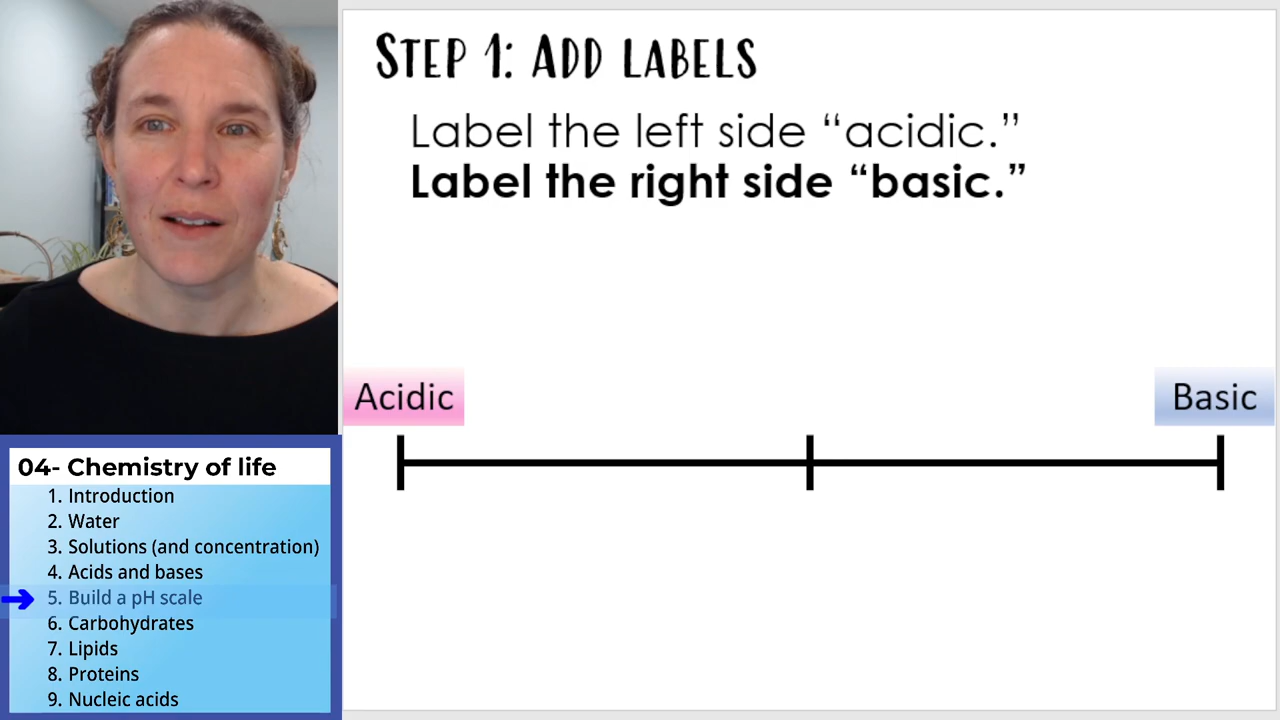 STEP 1: ADD LABELS
Label the left side “acidic.”
Label the right side “basic.”
Acidic
Basic
04- Chemistry of life
1. Introduction
2. Water
3. Solutions (and concentration)
4. Acids and bases
5. Build a pH scale
6. Carbohydrates
7. Lipids
8. Proteins
9. Nucleic acids